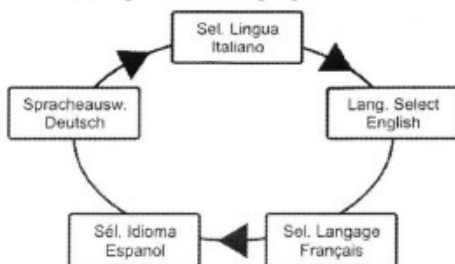 Sel. Lingua
Italiano
Spracheausw.
Deutsch
Lang. Select
English
Sél. Idioma
Espanol
Sel. Langage
Français